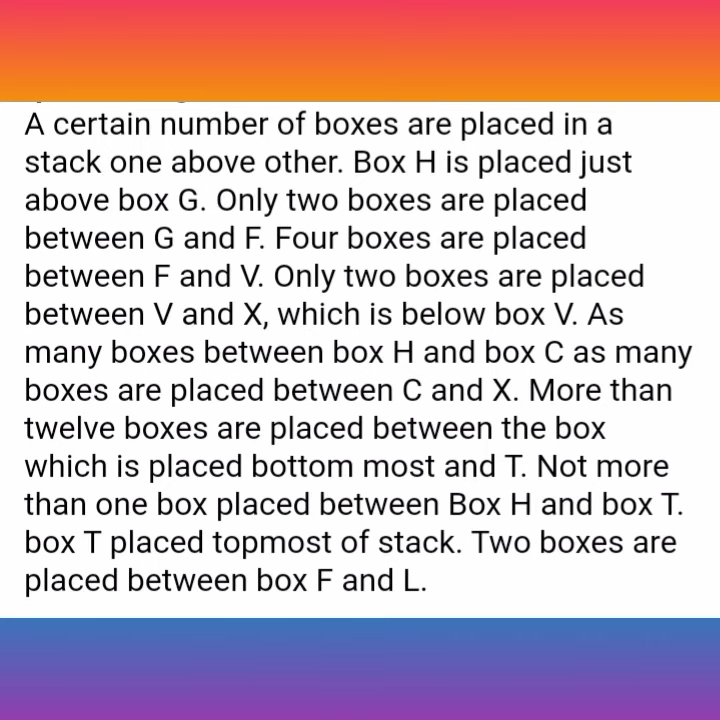 A certain number of boxes are placed in a
stack one above other. Box H is placed just
above box G. Only two boxes are placed
between G and F. Four boxes are placed
between F and V. Only two boxes are placed
between V and X, which is below box V. As
many boxes between box H and box C as many
boxes are placed between C and X. More than
twelve boxes are placed between the box
which is placed bottom most and T. Not more
than one box placed between Box H and box T.
box T placed topmost of stack. Two boxes are
placed between box F and L.